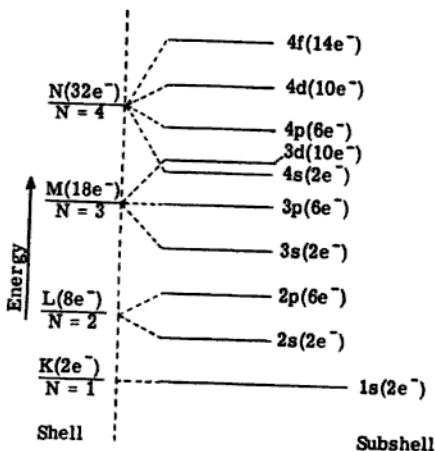 4f(14e⁻)
N(32e⁻)
N = 4
4d(10e⁻)
4p(6e⁻)
3d(10e⁻)
4s(2e⁻)
M(18e⁻)
N = 3
3p(6e⁻)
3s(2e⁻)
Energy
L(8e⁻)
N = 2
2p(6e⁻)
2s(2e⁻)
K(2e⁻)
N = 1
1s(2e⁻)
Shell
Subshell